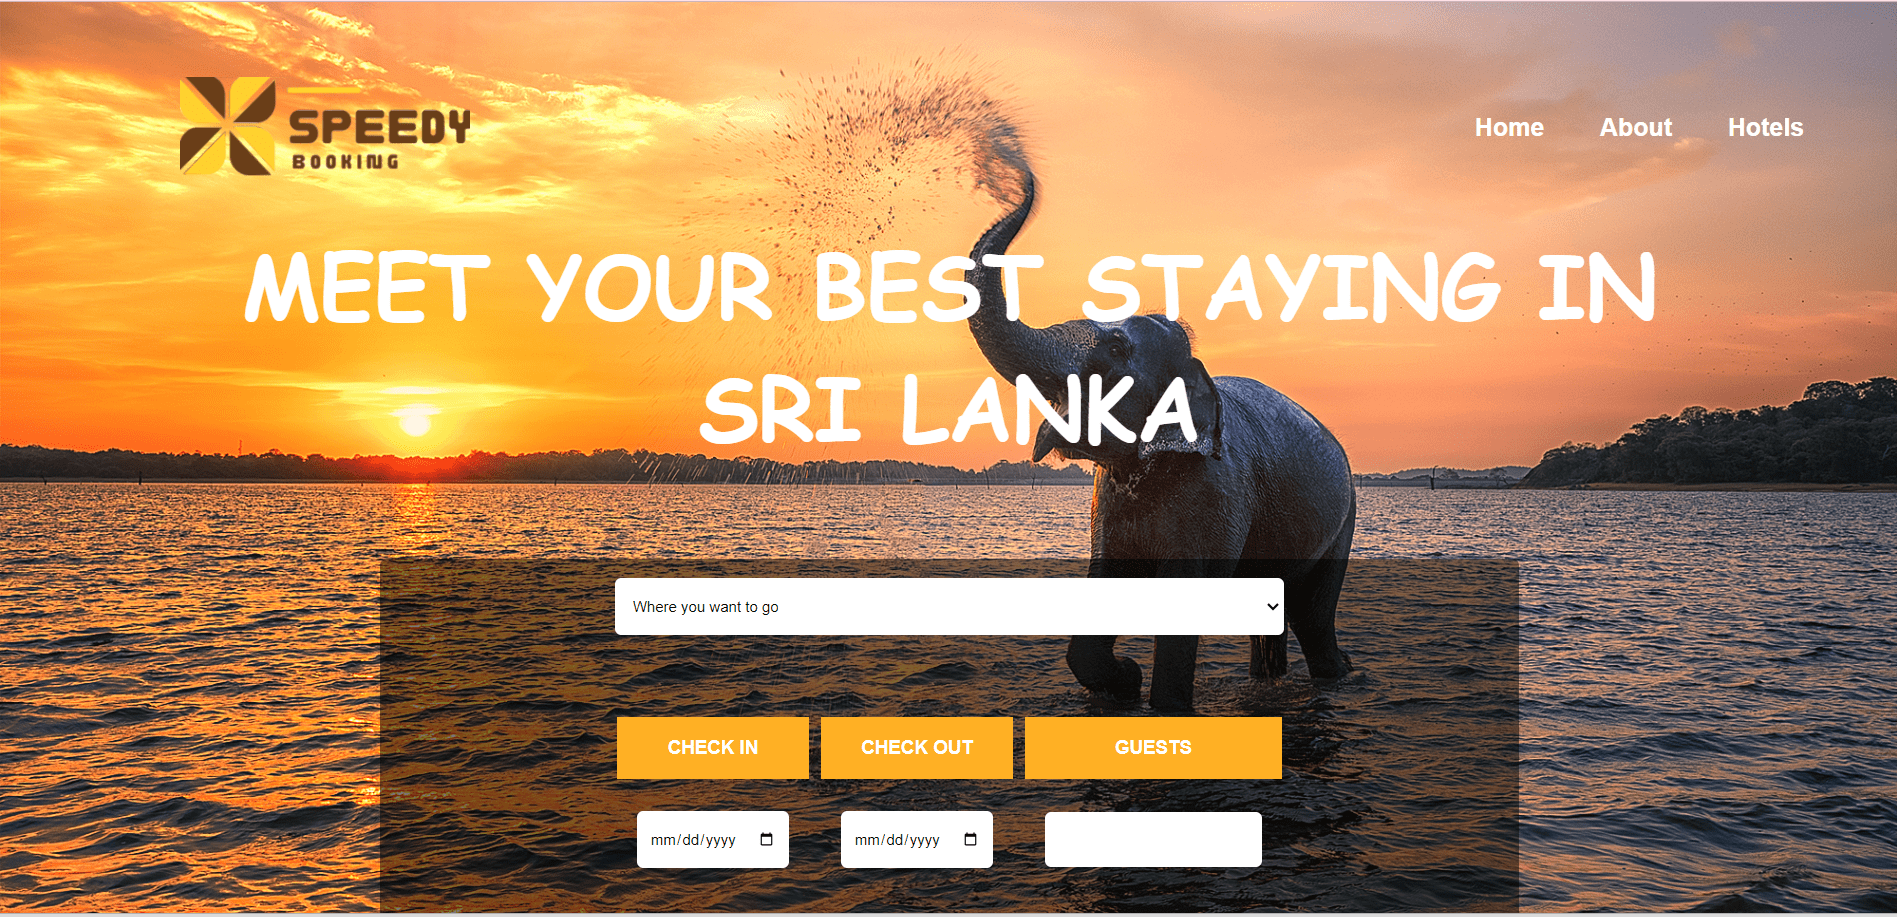 SPEEDY
BOOKING
Home About Hotels
MEET YOUR BEST STAYING IN
SRI LANKA
Where you want to go
CHECK IN CHECK OUT GUESTS
mm/dd/yyyy mm/dd/yyyy